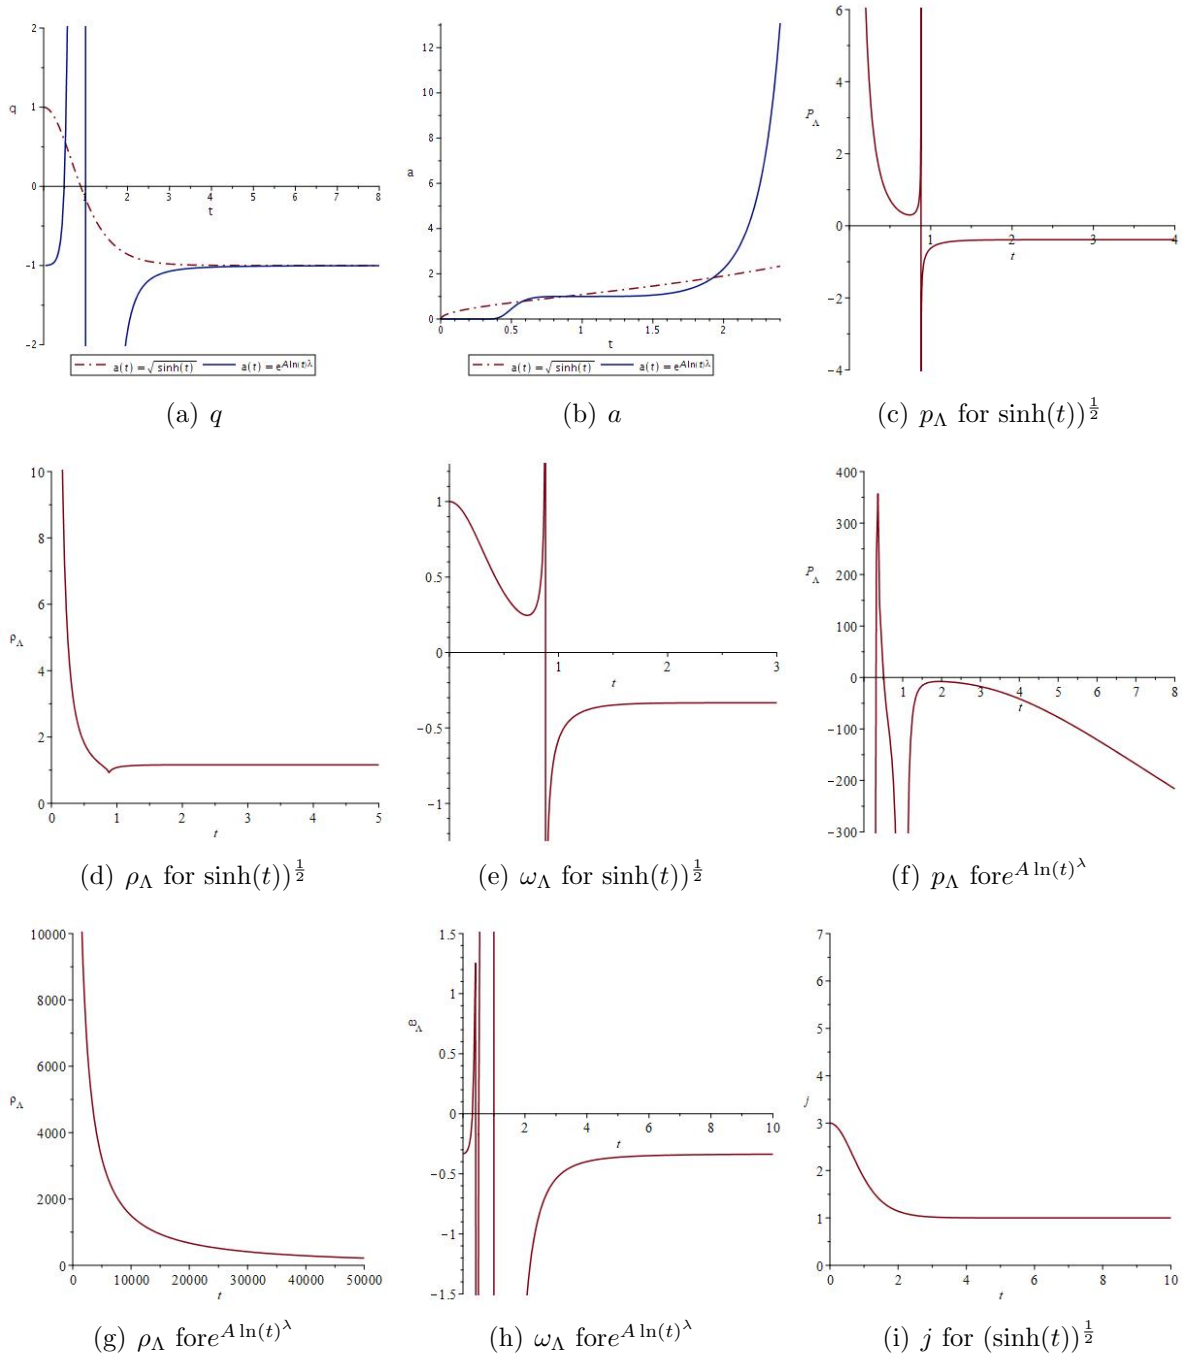 2
1
0
-1
-2
q
1 2 3 4 5 6 7 8
t
a(t) = √sinh(t) a(t) = e^{A ln(t)^λ}
(a) q
12
10
8
6
4
2
0
a
0 0.5 1 1.5 2
t
a(t) = √sinh(t) a(t) = e^{A ln(t)^λ}
(b) a
6
4
2
0
-2
-4
P_Λ
1 2 3 4
t
(c) p_Λ for sinh(t))^{1/2}
10
8
6
4
2
0
ρ_Λ
0 1 2 3 4 5
t
(d) ρ_Λ for sinh(t))^{1/2}
1
0.5
0
-0.5
-1
1 2 3
t
(e) ω_Λ for sinh(t))^{1/2}
400
300
200
100
0
-100
-200
-300
P_Λ
1 2 3 4 5 6 7 8
t
(f) p_Λ fore^{A ln(t)^λ}
10000
8000
6000
4000
2000
0
ρ_Λ
0 10000 20000 30000 40000 50000
t
(g) ρ_Λ fore^{A ln(t)^λ}
1.5
1
0.5
0
-0.5
-1
-1.5
ω_Λ
2 4 6 8 10
t
(h) ω_Λ fore^{A ln(t)^λ}
7
6
5
4
3
2
1
0
j
0 2 4 6 8 10
t
(i) j for (sinh(t))^{1/2}